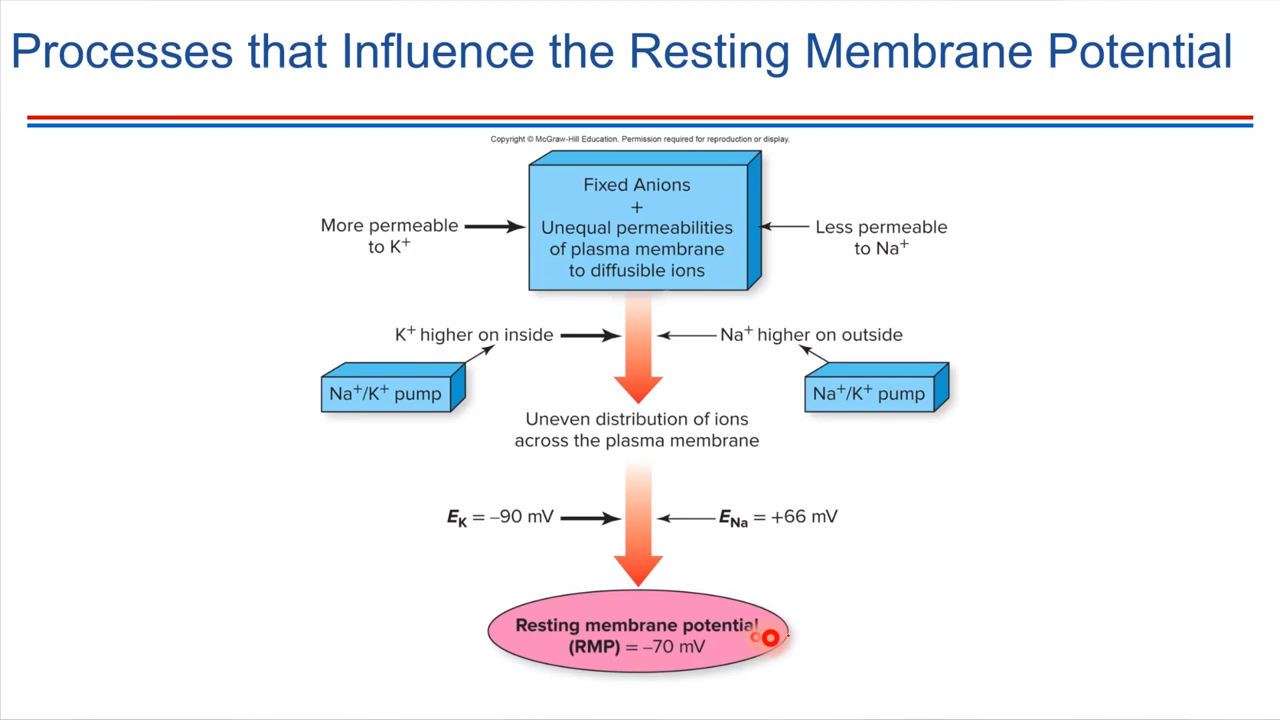 Processes that Influence the Resting Membrane Potential
Copyright © McGraw-Hill Education. Permission required for reproduction or display.
Fixed Anions
+
Unequal permeabilities
of plasma membrane
to diffusible ions
More permeable
to K⁺
Less permeable
to Na⁺
K⁺ higher on inside
Na⁺ higher on outside
Na⁺/K⁺ pump
Na⁺/K⁺ pump
Uneven distribution of ions
across the plasma membrane
E_K = –90 mV
E_Na = +66 mV
Resting membrane potential
(RMP) = –70 mV